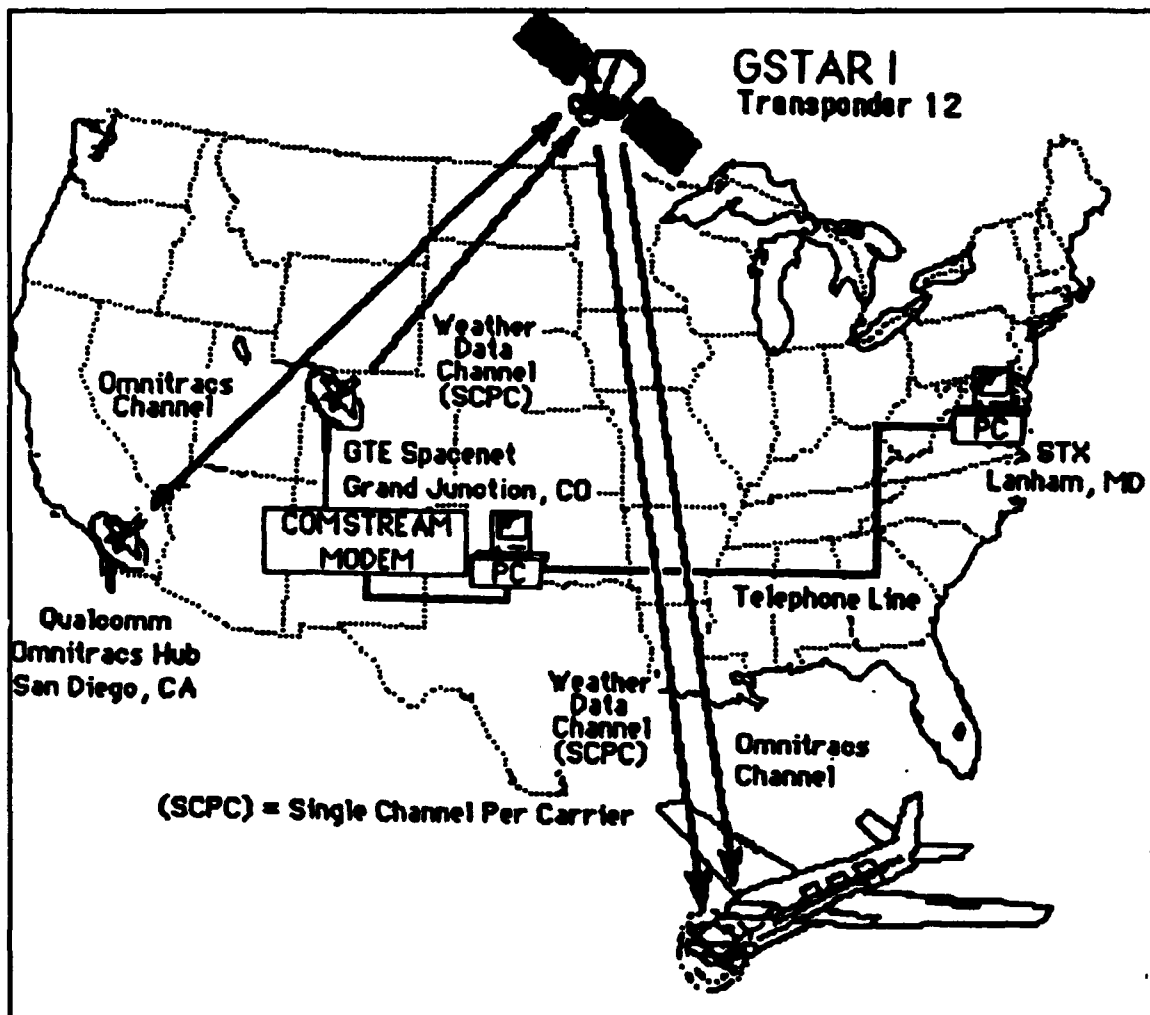 GSTAR I
Transponder 12
Weather
Data
Channel
(SCPC)
Omnitracs
Channel
PC
STX
Lanham, MD
GTE Spacenet
Grand Junction, CO
COMSTREAM
MODEM
PC
Telephone Line
Qualcomm
Omnitracs Hub
San Diego, CA
Weather
Data
Channel
(SCPC)
Omnitracs
Channel
(SCPC) = Single Channel Per Carrier